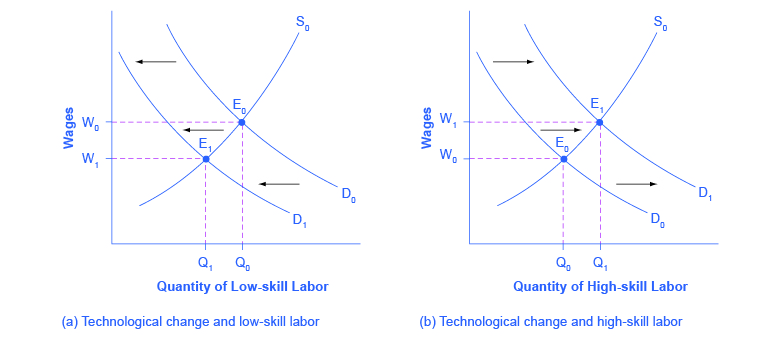 S₀
Wages
W₀
W₁
E₀
E₁
D₀
D₁
Q₁ Q₀
Quantity of Low-skill Labor
(a) Technological change and low-skill labor
S₀
Wages
W₁
W₀
E₁
E₀
D₁
D₀
Q₀ Q₁
Quantity of High-skill Labor
(b) Technological change and high-skill labor